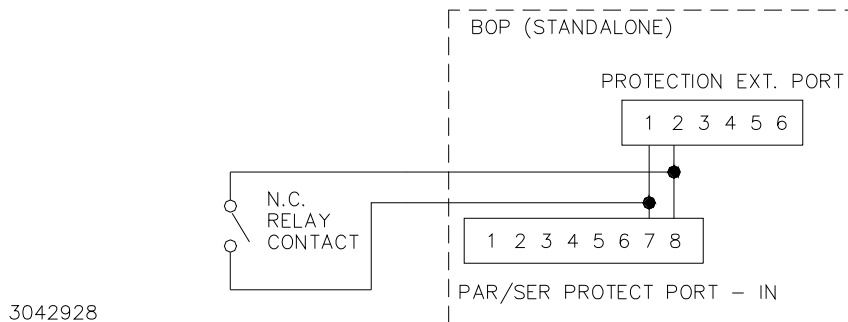 BOP (STANDALONE)
PROTECTION EXT. PORT
1 2 3 4 5 6
N.C.
RELAY
CONTACT
1 2 3 4 5 6 7 8
PAR/SER PROTECT PORT – IN
3042928